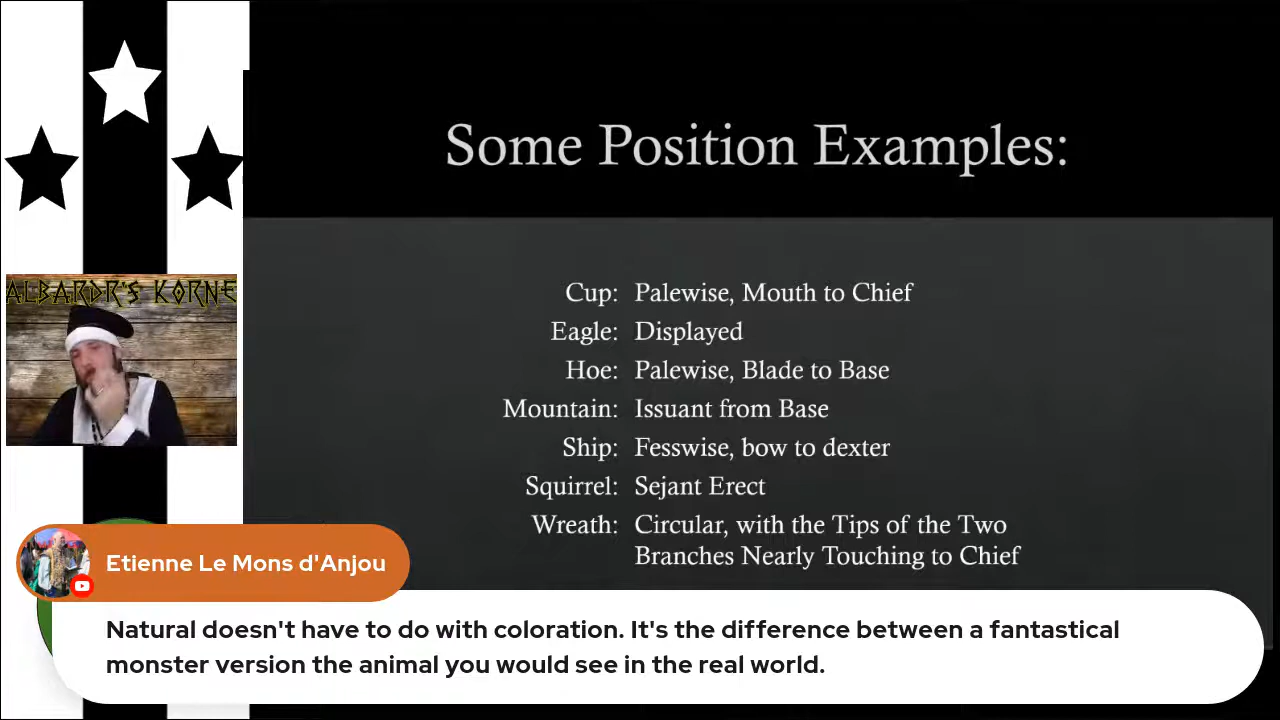 Some Position Examples:
ALBARDR'S KORNE
Cup: Palewise, Mouth to Chief
Eagle: Displayed
Hoe: Palewise, Blade to Base
Mountain: Issuant from Base
Ship: Fesswise, bow to dexter
Squirrel: Sejant Erect
Wreath: Circular, with the Tips of the Two
Branches Nearly Touching to Chief
Etienne Le Mons d'Anjou
Natural doesn't have to do with coloration. It's the difference between a fantastical
monster version the animal you would see in the real world.